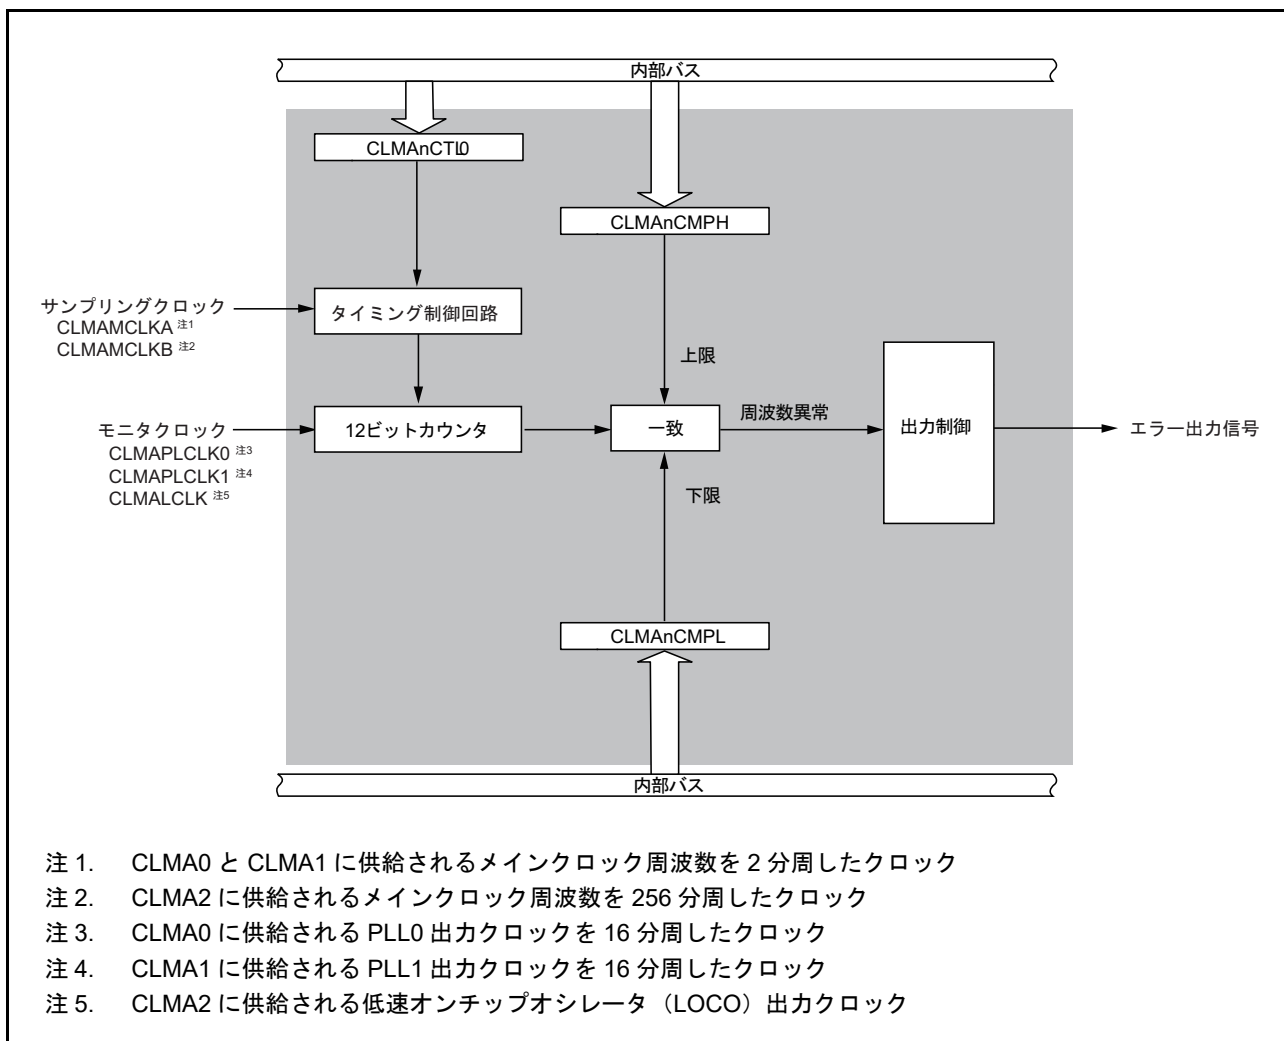 内部バス
CLMAnCTL0
CLMAnCMPH
サンプリングクロック
CLMAMCLKA 注1
CLMAMCLKB 注2
タイミング制御回路
上限
モニタクロック
CLMAPLCLK0 注3
CLMAPLCLK1 注4
CLMALCLK 注5
12ビットカウンタ
一致
周波数異常
出力制御
エラー出力信号
下限
CLMAnCMPL
内部バス
注 1. CLMA0 と CLMA1 に供給されるメインクロック周波数を 2 分周したクロック
注 2. CLMA2 に供給されるメインクロック周波数を 256 分周したクロック
注 3. CLMA0 に供給される PLL0 出力クロックを 16 分周したクロック
注 4. CLMA1 に供給される PLL1 出力クロックを 16 分周したクロック
注 5. CLMA2 に供給される低速オンチップオシレータ（LOCO）出力クロック